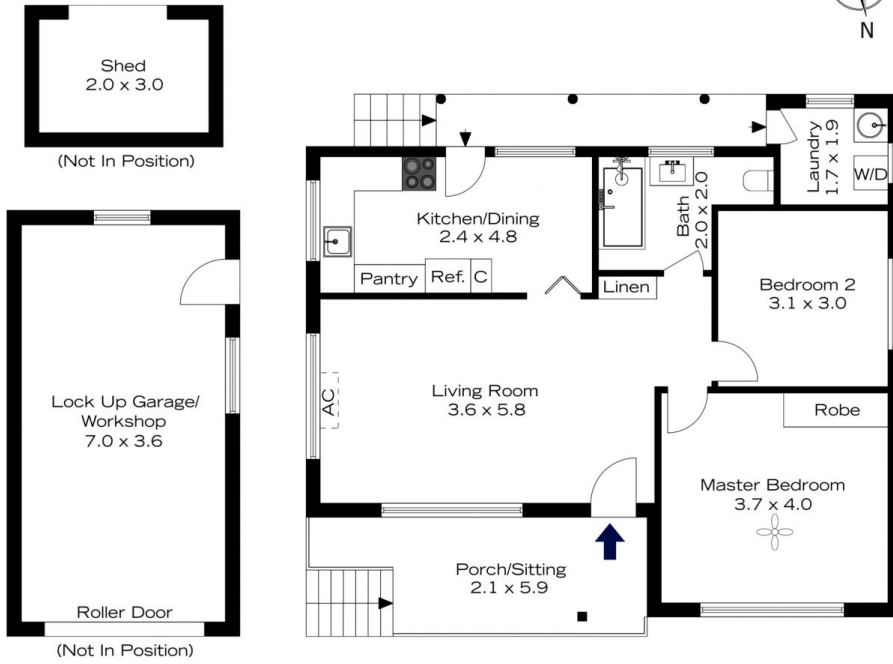 N
Shed
2.0 x 3.0
(Not In Position)
Laundry
1.7 x 1.9
W/D
Kitchen/Dining
2.4 x 4.8
Bath
2.0 x 2.0
Pantry
Ref.
C
Linen
Bedroom 2
3.1 x 3.0
Lock Up Garage/
Workshop
7.0 x 3.6
AC
Living Room
3.6 x 5.8
Robe
Master Bedroom
3.7 x 4.0
Porch/Sitting
2.1 x 5.9
Roller Door
(Not In Position)